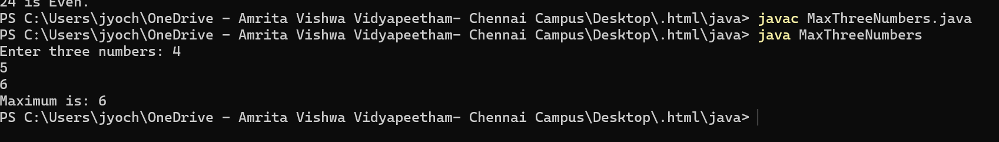 24 is Even.
PS C:\Users\jyoch\OneDrive - Amrita Vishwa Vidyapeetham- Chennai Campus\Desktop\.html\java> javac MaxThreeNumbers.java
PS C:\Users\jyoch\OneDrive - Amrita Vishwa Vidyapeetham- Chennai Campus\Desktop\.html\java> java MaxThreeNumbers
Enter three numbers: 4
5
6
Maximum is: 6
PS C:\Users\jyoch\OneDrive - Amrita Vishwa Vidyapeetham- Chennai Campus\Desktop\.html\java>